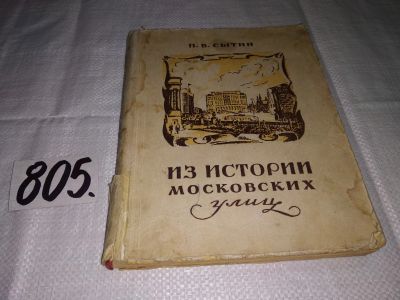 П. В. СЫТИН
ИЗ ИСТОРИИ
МОСКОВСКИХ
улиц
805.